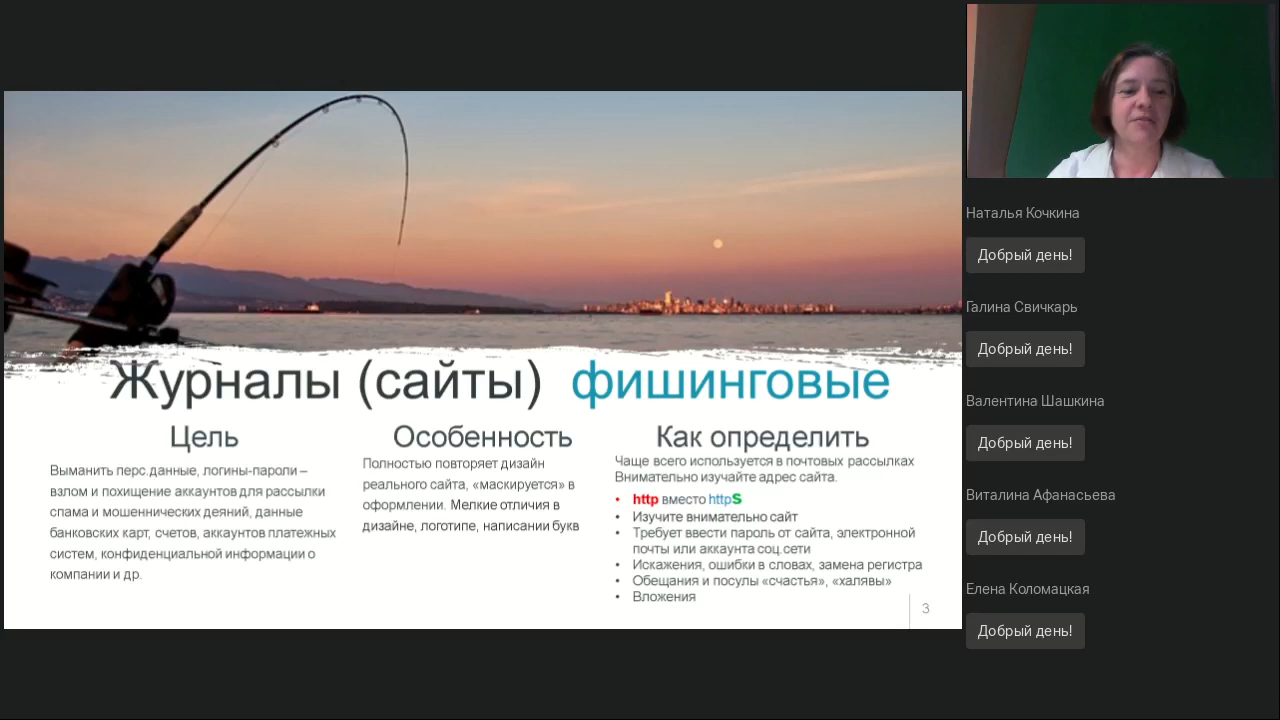 Журналы (сайты) фишинговые
Цель
Выманить перс.данные, логины-пароли –
взлом и похищение аккаунтов для рассылки
спама и мошеннических деяний, данные
банковских карт, счетов, аккаунтов платежных
систем, конфиденциальной информации о
компании и др.
Особенность
Полностью повторяет дизайн
реального сайта, «маскируется» в
оформлении. Мелкие отличия в
дизайне, логотипе, написании букв
Как определить
Чаще всего используется в почтовых рассылках
Внимательно изучайте адрес сайта.
• http вместо httpS
• Изучите внимательно сайт
• Требует ввести пароль от сайта, электронной
почты или аккаунта соц.сети
• Искажения, ошибки в словах, замена регистра
• Обещания и посулы «счастья», «халявы»
• Вложения
3
Наталья Кочкина
Добрый день!
Галина Свичкарь
Добрый день!
Валентина Шашкина
Добрый день!
Виталина Афанасьева
Добрый день!
Елена Коломацкая
Добрый день!